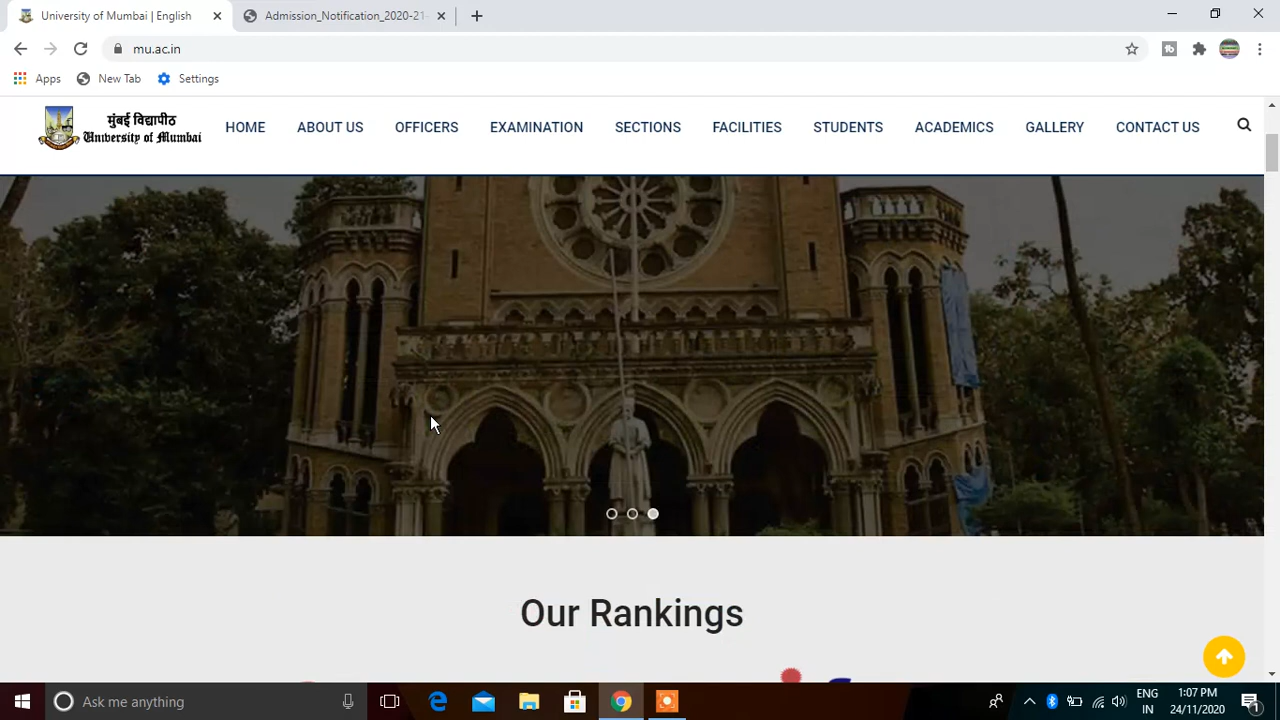 University of Mumbai | English
Admission_Notification_2020-21-
mu.ac.in
Apps
New Tab
Settings
मुंबई विद्यापीठ
University of Mumbai
HOME
ABOUT US
OFFICERS
EXAMINATION
SECTIONS
FACILITIES
STUDENTS
ACADEMICS
GALLERY
CONTACT US
Our Rankings
Ask me anything
ENG
IN
1:07 PM
24/11/2020
1